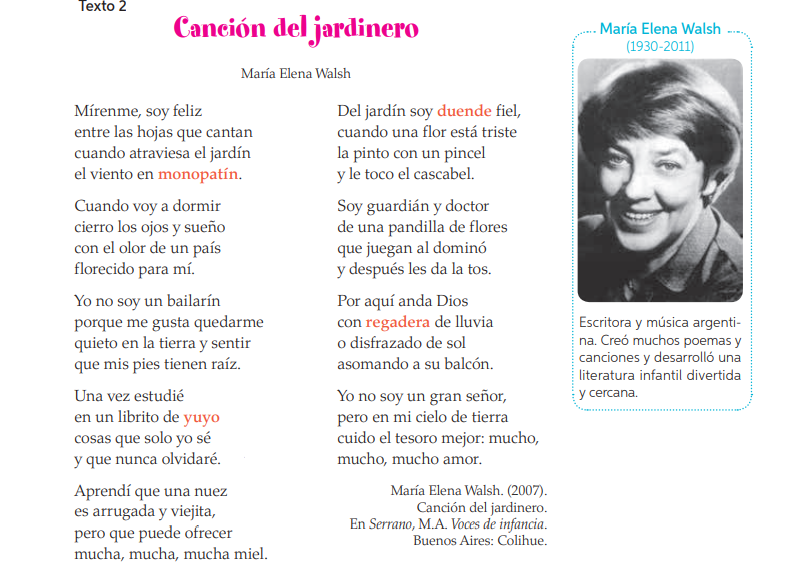 Texto 2
Canción del jardinero
María Elena Walsh
Mírenme, soy feliz
entre las hojas que cantan
cuando atraviesa el jardín
el viento en monopatín.
Cuando voy a dormir
cierro los ojos y sueño
con el olor de un país
florecido para mí.
Yo no soy un bailarín
porque me gusta quedarme
quieto en la tierra y sentir
que mis pies tienen raíz.
Una vez estudié
en un librito de yuyo
cosas que solo yo sé
y que nunca olvidaré.
Aprendí que una nuez
es arrugada y viejita,
pero que puede ofrecer
mucha, mucha, mucha miel.
Del jardín soy duende fiel,
cuando una flor está triste
la pinto con un pincel
y le toco el cascabel.
Soy guardián y doctor
de una pandilla de flores
que juegan al dominó
y después les da la tos.
Por aquí anda Dios
con regadera de lluvia
o disfrazado de sol
asomando a su balcón.
Yo no soy un gran señor,
pero en mi cielo de tierra
cuido el tesoro mejor: mucho,
mucho, mucho amor.
María Elena Walsh. (2007).
Canción del jardinero.
En Serrano, M.A. Voces de infancia.
Buenos Aires: Colihue.
María Elena Walsh
(1930-2011)
Escritora y música argenti-
na. Creó muchos poemas y
canciones y desarrolló una
literatura infantil divertida
y cercana.